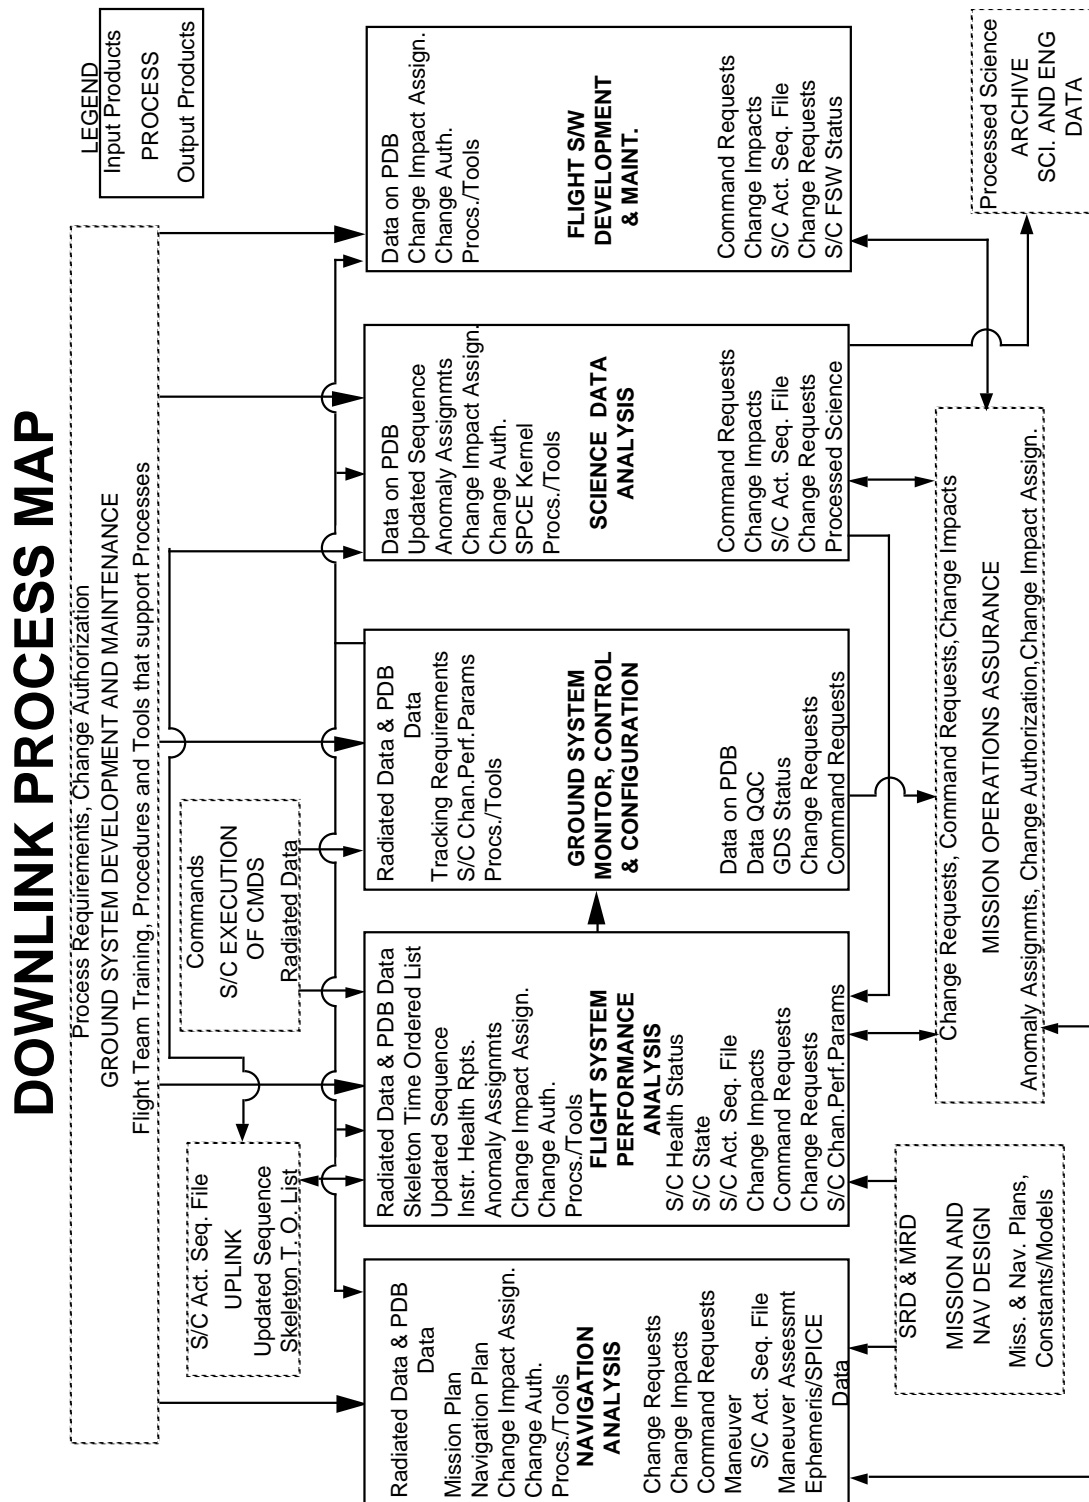 DOWNLINK PROCESS MAP
LEGEND
Input Products
PROCESS
Output Products
Process Requirements, Change Authorization
GROUND SYSTEM DEVELOPMENT AND MAINTENANCE
Flight Team Training, Procedures and Tools that support Processes
S/C Act. Seq. File
UPLINK
Updated Sequence
Skeleton T. O. List
Commands
S/C EXECUTION
OF CMDS
Radiated Data
Radiated Data & PDB
Data
Mission Plan
Navigation Plan
Change Impact Assign.
Change Auth.
Procs./Tools
NAVIGATION
ANALYSIS
Change Requests
Change Impacts
Command Requests
Maneuver
S/C Act. Seq. File
Maneuver Assessmt
Ephemeris/SPICE
Data
Radiated Data & PDB Data
Skeleton Time Ordered List
Updated Sequence
Instr. Health Rpts.
Anomaly Assignmts
Change Impact Assign.
Change Auth.
Procs./Tools
FLIGHT SYSTEM
PERFORMANCE
ANALYSIS
S/C Health Status
S/C State
S/C Act. Seq. File
Change Impacts
Command Requests
Change Requests
S/C Chan.Perf.Params
Radiated Data & PDB
Data
Tracking Requirements
S/C Chan.Perf.Params
Procs./Tools
GROUND SYSTEM
MONITOR, CONTROL
& CONFIGURATION
Data on PDB
Data QQC
GDS Status
Change Requests
Command Requests
Data on PDB
Updated Sequence
Anomaly Assignmts
Change Impact Assign.
Change Auth.
SPCE Kernel
Procs./Tools
SCIENCE DATA
ANALYSIS
Command Requests
Change Impacts
S/C Act. Seq. File
Change Requests
Processed Science
Data on PDB
Change Impact Assign.
Change Auth.
Procs./Tools
FLIGHT S/W
DEVELOPMENT
& MAINT.
Command Requests
Change Impacts
S/C Act. Seq. File
Change Requests
S/C FSW Status
SRD & MRD
MISSION AND
NAV DESIGN
Miss. & Nav. Plans,
Constants/Models
Change Requests, Command Requests,Change Impacts
MISSION OPERATIONS ASSURANCE
Anomaly Assignmts, Change Authorization,Change Impact Assign.
Processed Science
ARCHIVE
SCI. AND ENG
DATA